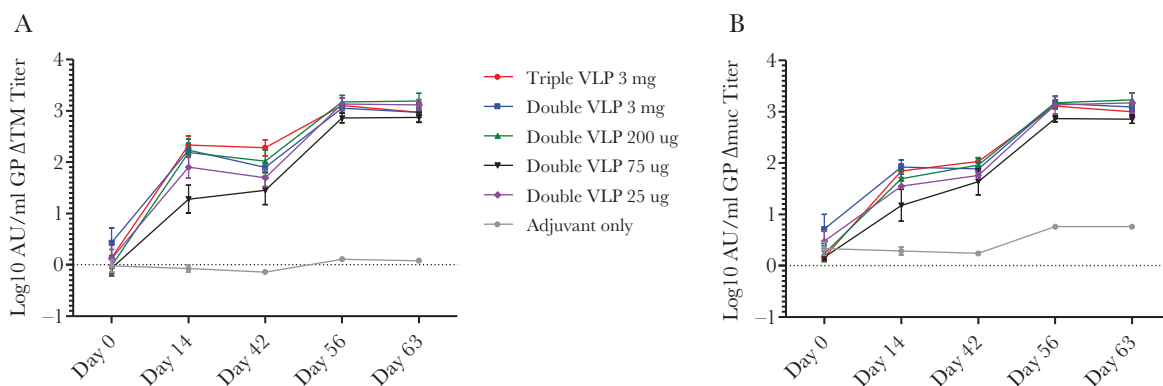 A
Log10 AU/ml GP ΔTM Titer
4
3
2
1
0
−1
Day 0
Day 14
Day 42
Day 56
Day 63
Triple VLP 3 mg
Double VLP 3 mg
Double VLP 200 ug
Double VLP 75 ug
Double VLP 25 ug
Adjuvant only
B
Log10 AU/ml GP Δmuc Titer
4
3
2
1
0
−1
Day 0
Day 14
Day 42
Day 56
Day 63